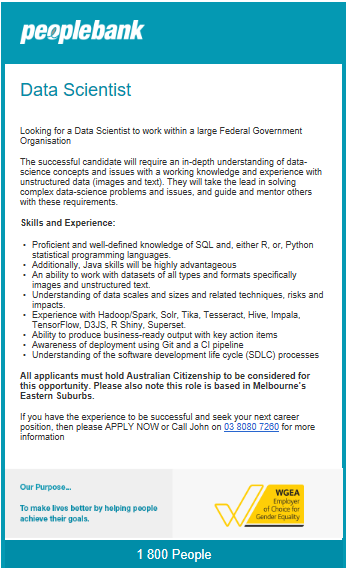 peoplebank
Data Scientist
Looking for a Data Scientist to work within a large Federal Government
Organisation
The successful candidate will require an in-depth understanding of data-
science concepts and issues with a working knowledge and experience with
unstructured data (images and text). They will take the lead in solving
complex data-science problems and issues, and guide and mentor others
with these requirements.
Skills and Experience:
• Proficient and well-defined knowledge of SQL and, either R, or, Python
statistical programming languages.
• Additionally, Java skills will be highly advantageous
• An ability to work with datasets of all types and formats specifically
images and unstructured text.
• Understanding of data scales and sizes and related techniques, risks and
impacts.
• Experience with Hadoop/Spark, Solr, Tika, Tesseract, Hive, Impala,
TensorFlow, D3JS, R Shiny, Superset.
• Ability to produce business-ready output with key action items
• Awareness of deployment using Git and a CI pipeline
• Understanding of the software development life cycle (SDLC) processes
All applicants must hold Australian Citizenship to be considered for
this opportunity. Please also note this role is based in Melbourne's
Eastern Suburbs.
If you have the experience to be successful and seek your next career
position, then please APPLY NOW or Call John on 03 8080 7260 for more
information
Our Purpose...
To make lives better by helping people
achieve their goals.
WGEA
Employer
of Choice for
Gender Equality
1 800 People